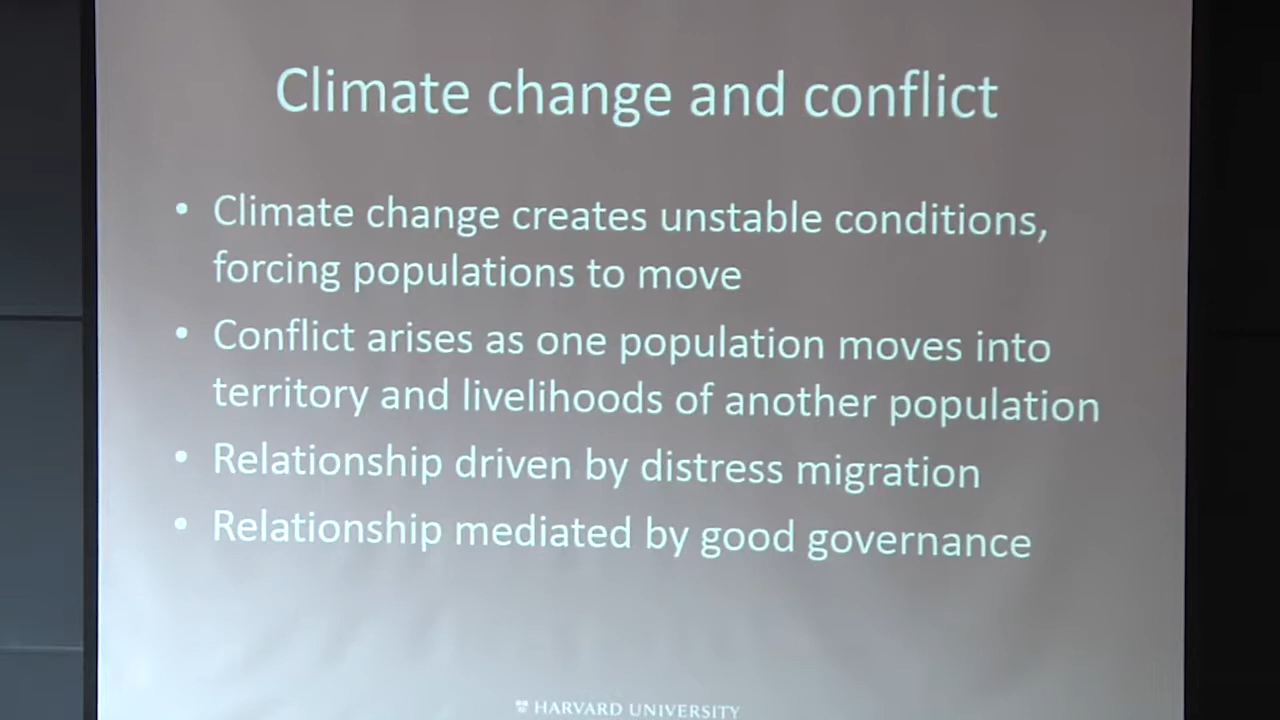 Climate change and conflict
• Climate change creates unstable conditions,
forcing populations to move
• Conflict arises as one population moves into
territory and livelihoods of another population
• Relationship driven by distress migration
• Relationship mediated by good governance
HARVARD UNIVERSITY